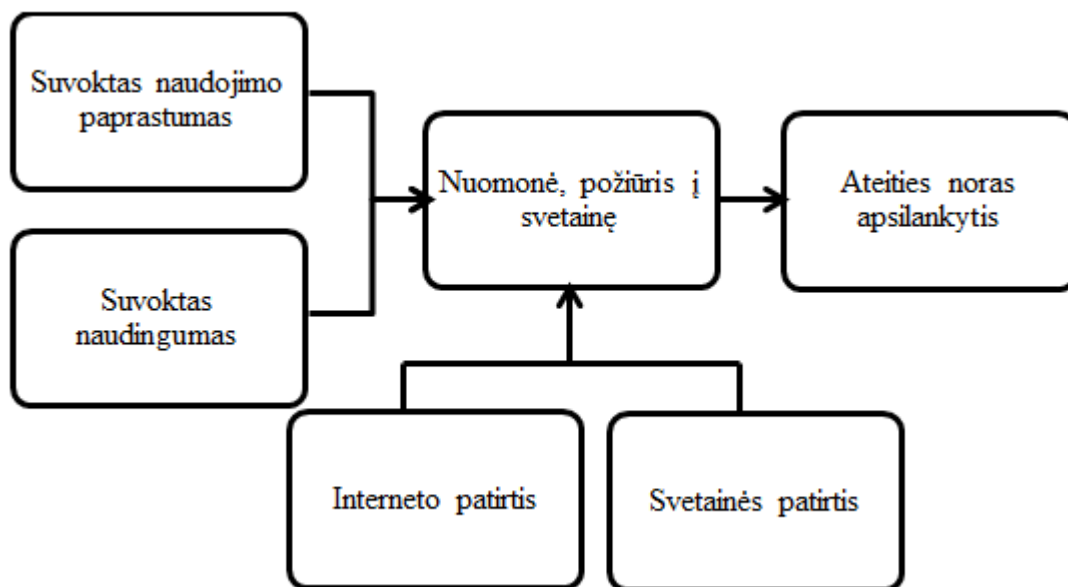 Suvoktas naudojimo
paprastumas
Nuomonė, požiūris į
svetainę
Ateities noras
apsilankytis
Suvoktas
naudingumas
Interneto patirtis
Svetainės patirtis